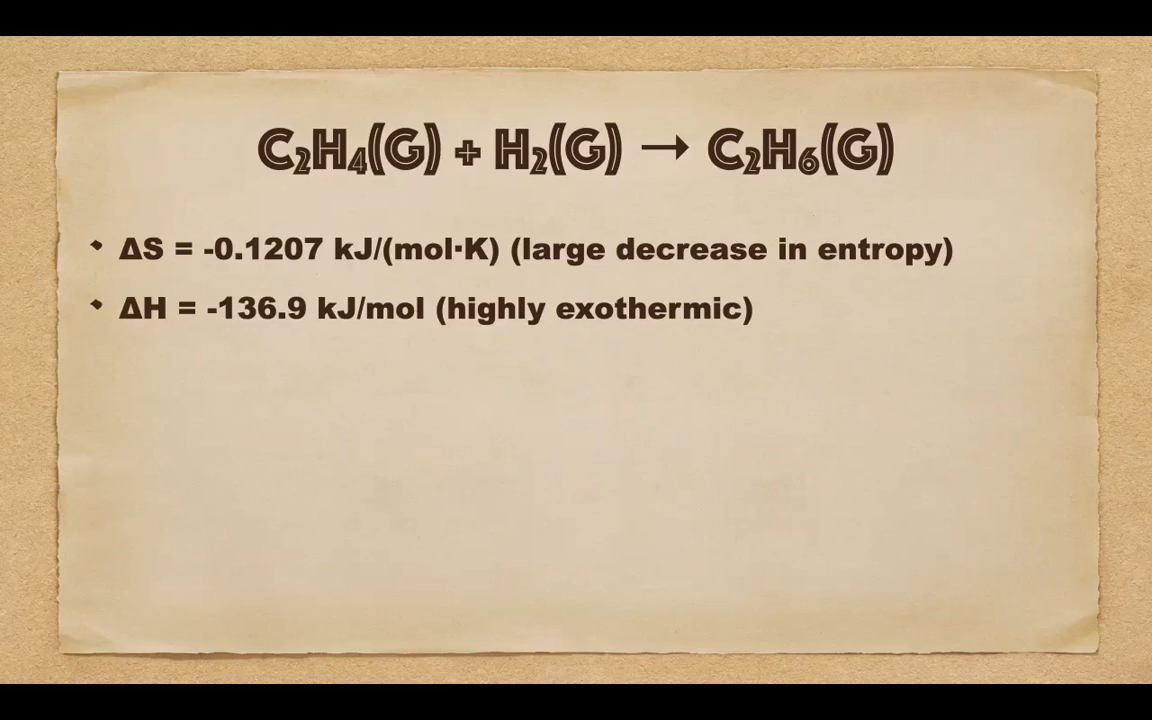 C₂H₄(G) + H₂(G) → C₂H₆(G)
ΔS = -0.1207 kJ/(mol·K) (large decrease in entropy)
ΔH = -136.9 kJ/mol (highly exothermic)